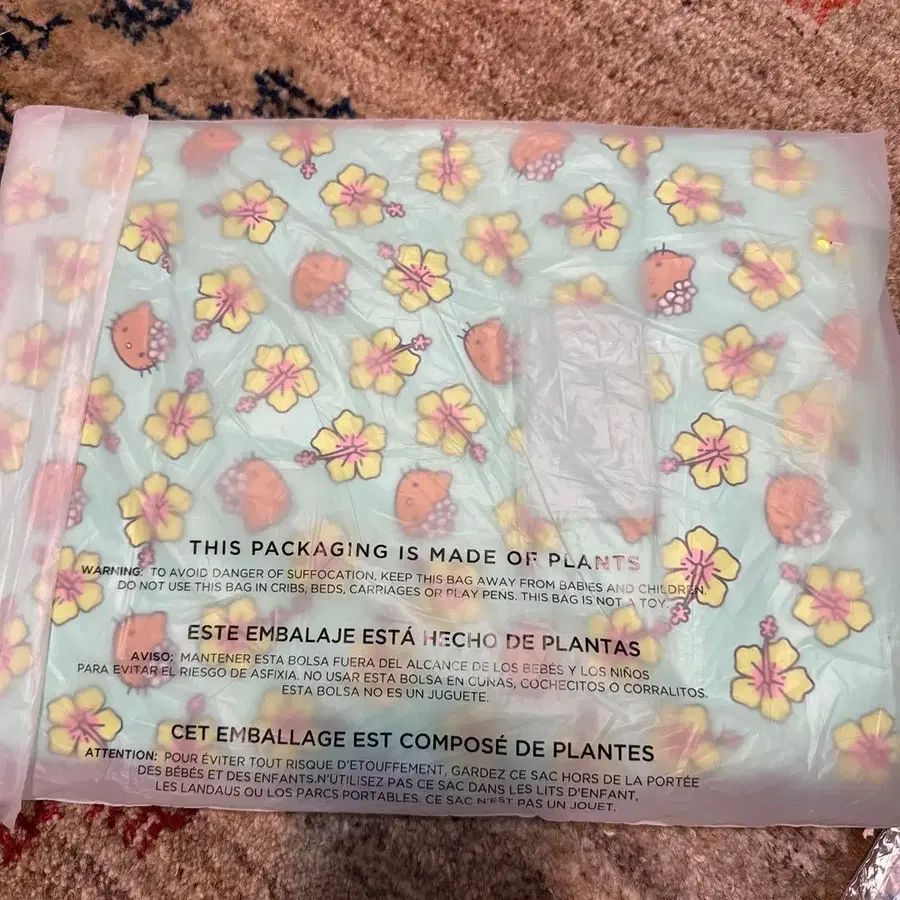 THIS PACKAGING IS MADE OF PLANTS
WARNING: TO AVOID DANGER OF SUFFOCATION, KEEP THIS BAG AWAY FROM BABIES AND CHILDREN.
DO NOT USE THIS BAG IN CRIBS, BEDS, CARRIAGES OR PLAY PENS. THIS BAG IS NOT A TOY.
ESTE EMBALAJE ESTÁ HECHO DE PLANTAS
AVISO: MANTENER ESTA BOLSA FUERA DEL ALCANCE DE LOS BEBÉS Y LOS NIÑOS
PARA EVITAR EL RIESGO DE ASFIXIA. NO USAR ESTA BOLSA EN CUNAS, COCHECITOS O CORRALITOS.
ESTA BOLSA NO ES UN JUGUETE.
CET EMBALLAGE EST COMPOSÉ DE PLANTES
ATTENTION: POUR ÉVITER TOUT RISQUE D'ETOUFFEMENT, GARDEZ CE SAC HORS DE LA PORTÉE
DES BÉBÉS ET DES ENFANTS.N'UTILISEZ PAS CE SAC DANS LES LITS D'ENFANT,
LES LANDAUS OU LOS PARCS PORTABLES. CE SAC N'EST PAS UN JOUET.